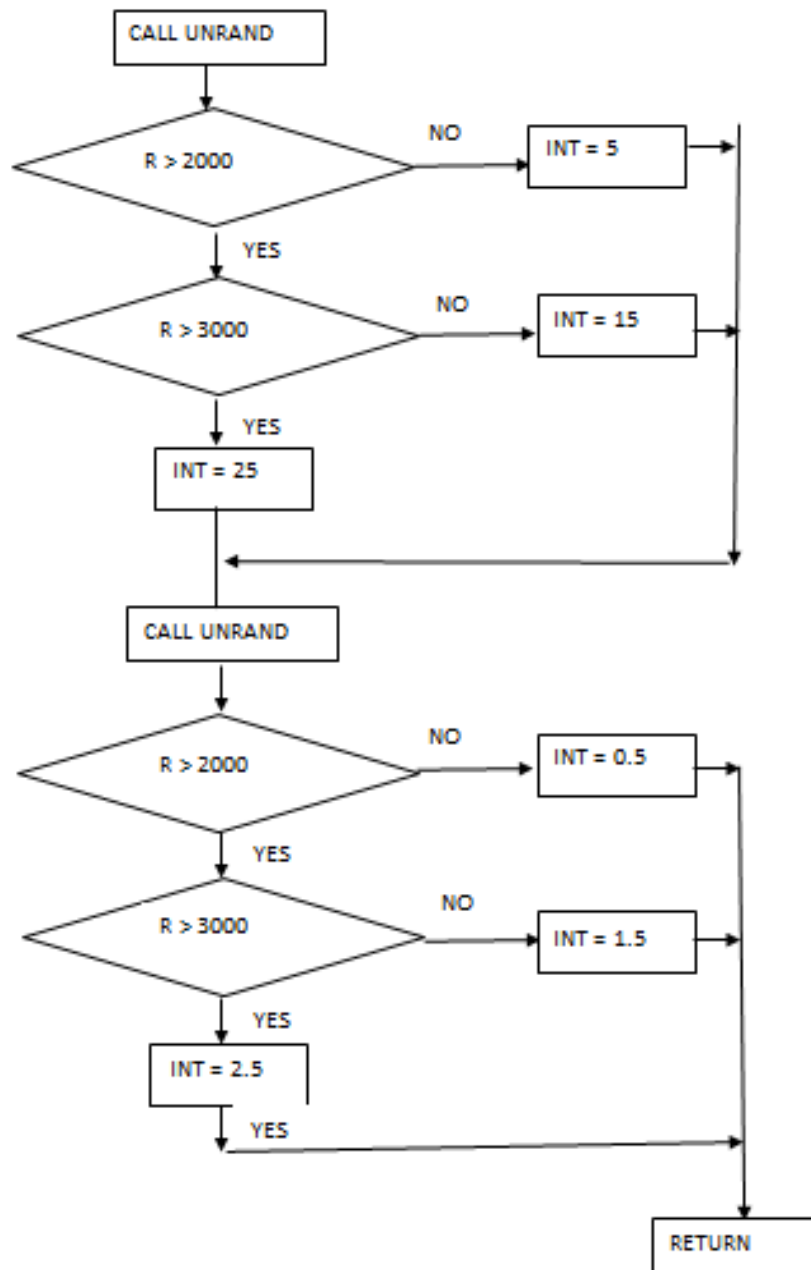 CALL UNRAND
R > 2000
NO
INT = 5
YES
R > 3000
NO
INT = 15
YES
INT = 25
CALL UNRAND
R > 2000
NO
INT = 0.5
YES
R > 3000
NO
INT = 1.5
YES
INT = 2.5
YES
RETURN